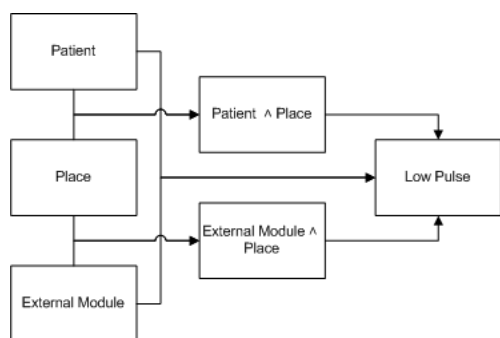 Patient
Patient ∧ Place
Place
Low Pulse
External Module ∧
Place
External Module